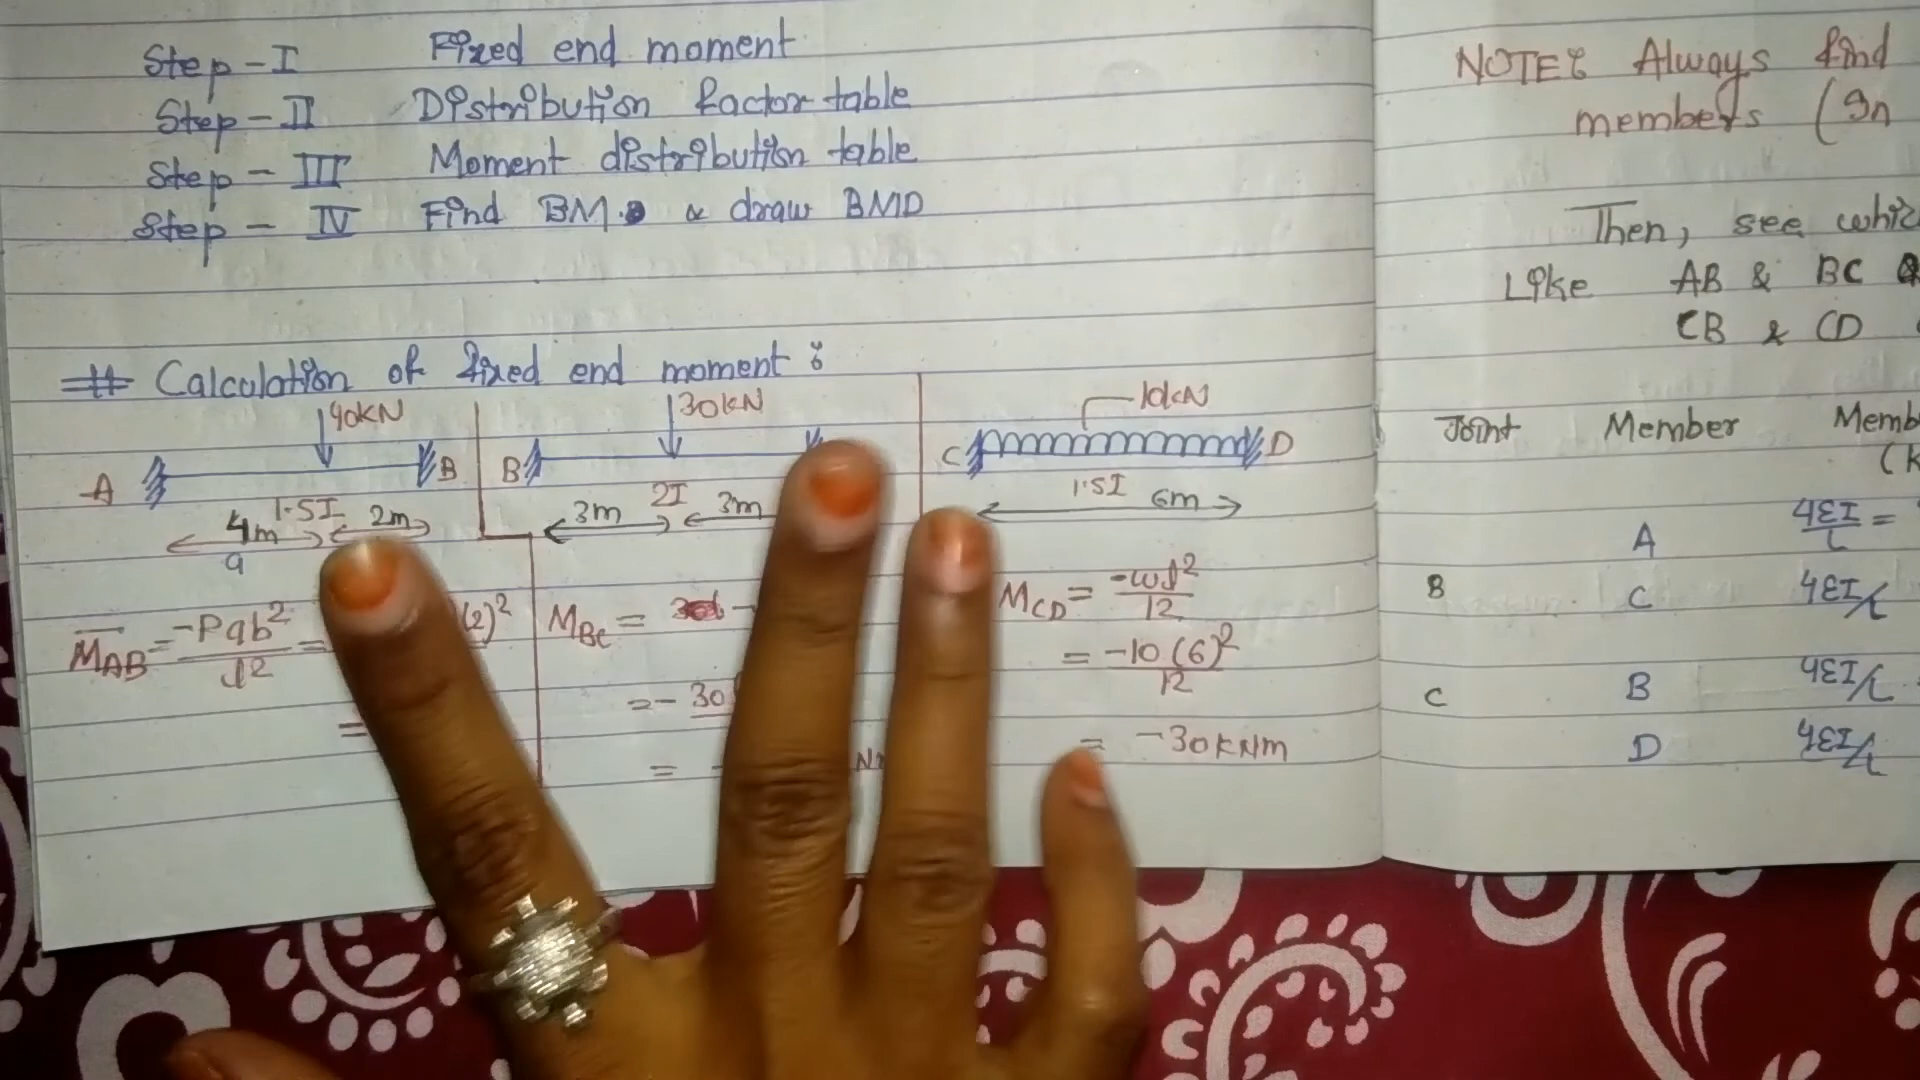 Step - I Fixed end moment
Step - II Distribution factor table
Step - III Moment distribution table
Step - IV Find BM. & draw BMD
# Calculation of fixed end moment :
40kN
A B
1.5I
4m 2m
a
M̅AB = -Pab²/l² = (2)²
=
30kN
B
2I
3m 3m
MBC =
= - 30
= -
10kN
C D
1.5I 6m
MCD = -wl²/12
= -10(6)²/12
= -30kNm
NOTE: Always find
members (In
Then, see
Like AB & BC
CB & CD
Joint Member
A 4EI/L =
B C 4EI/L
C B 4EI/L
D 4EI/L